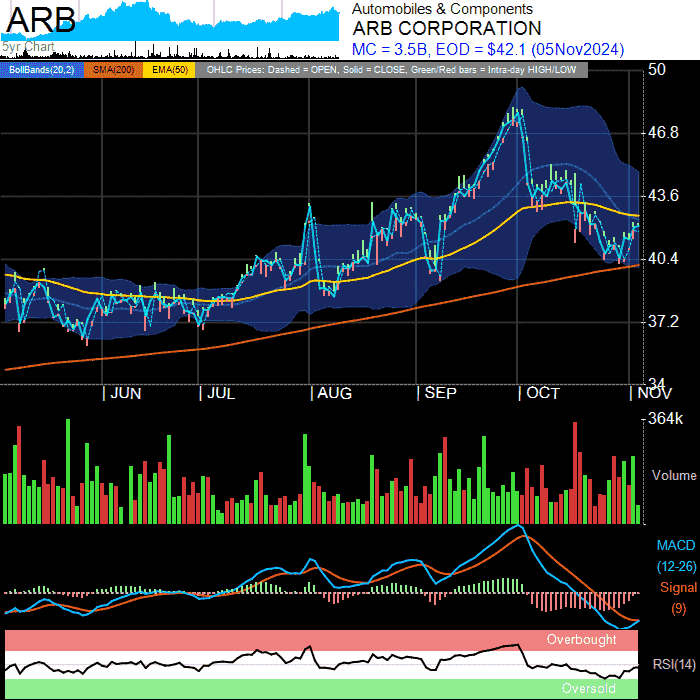 ARB
5yr Chart
Automobiles & Components
ARB CORPORATION
MC = 3.5B, EOD = $42.1 (05Nov2024)
BollBands(20,2) SMA(200) EMA(50) OHLC Prices: Dashed = OPEN, Solid = CLOSE, Green/Red bars = Intra-day HIGH/LOW
50
46.8
43.6
40.4
37.2
34
JUN JUL AUG SEP OCT NOV
364k
Volume
MACD
(12-26)
Signal
(9)
Overbought
RSI(14)
Oversold